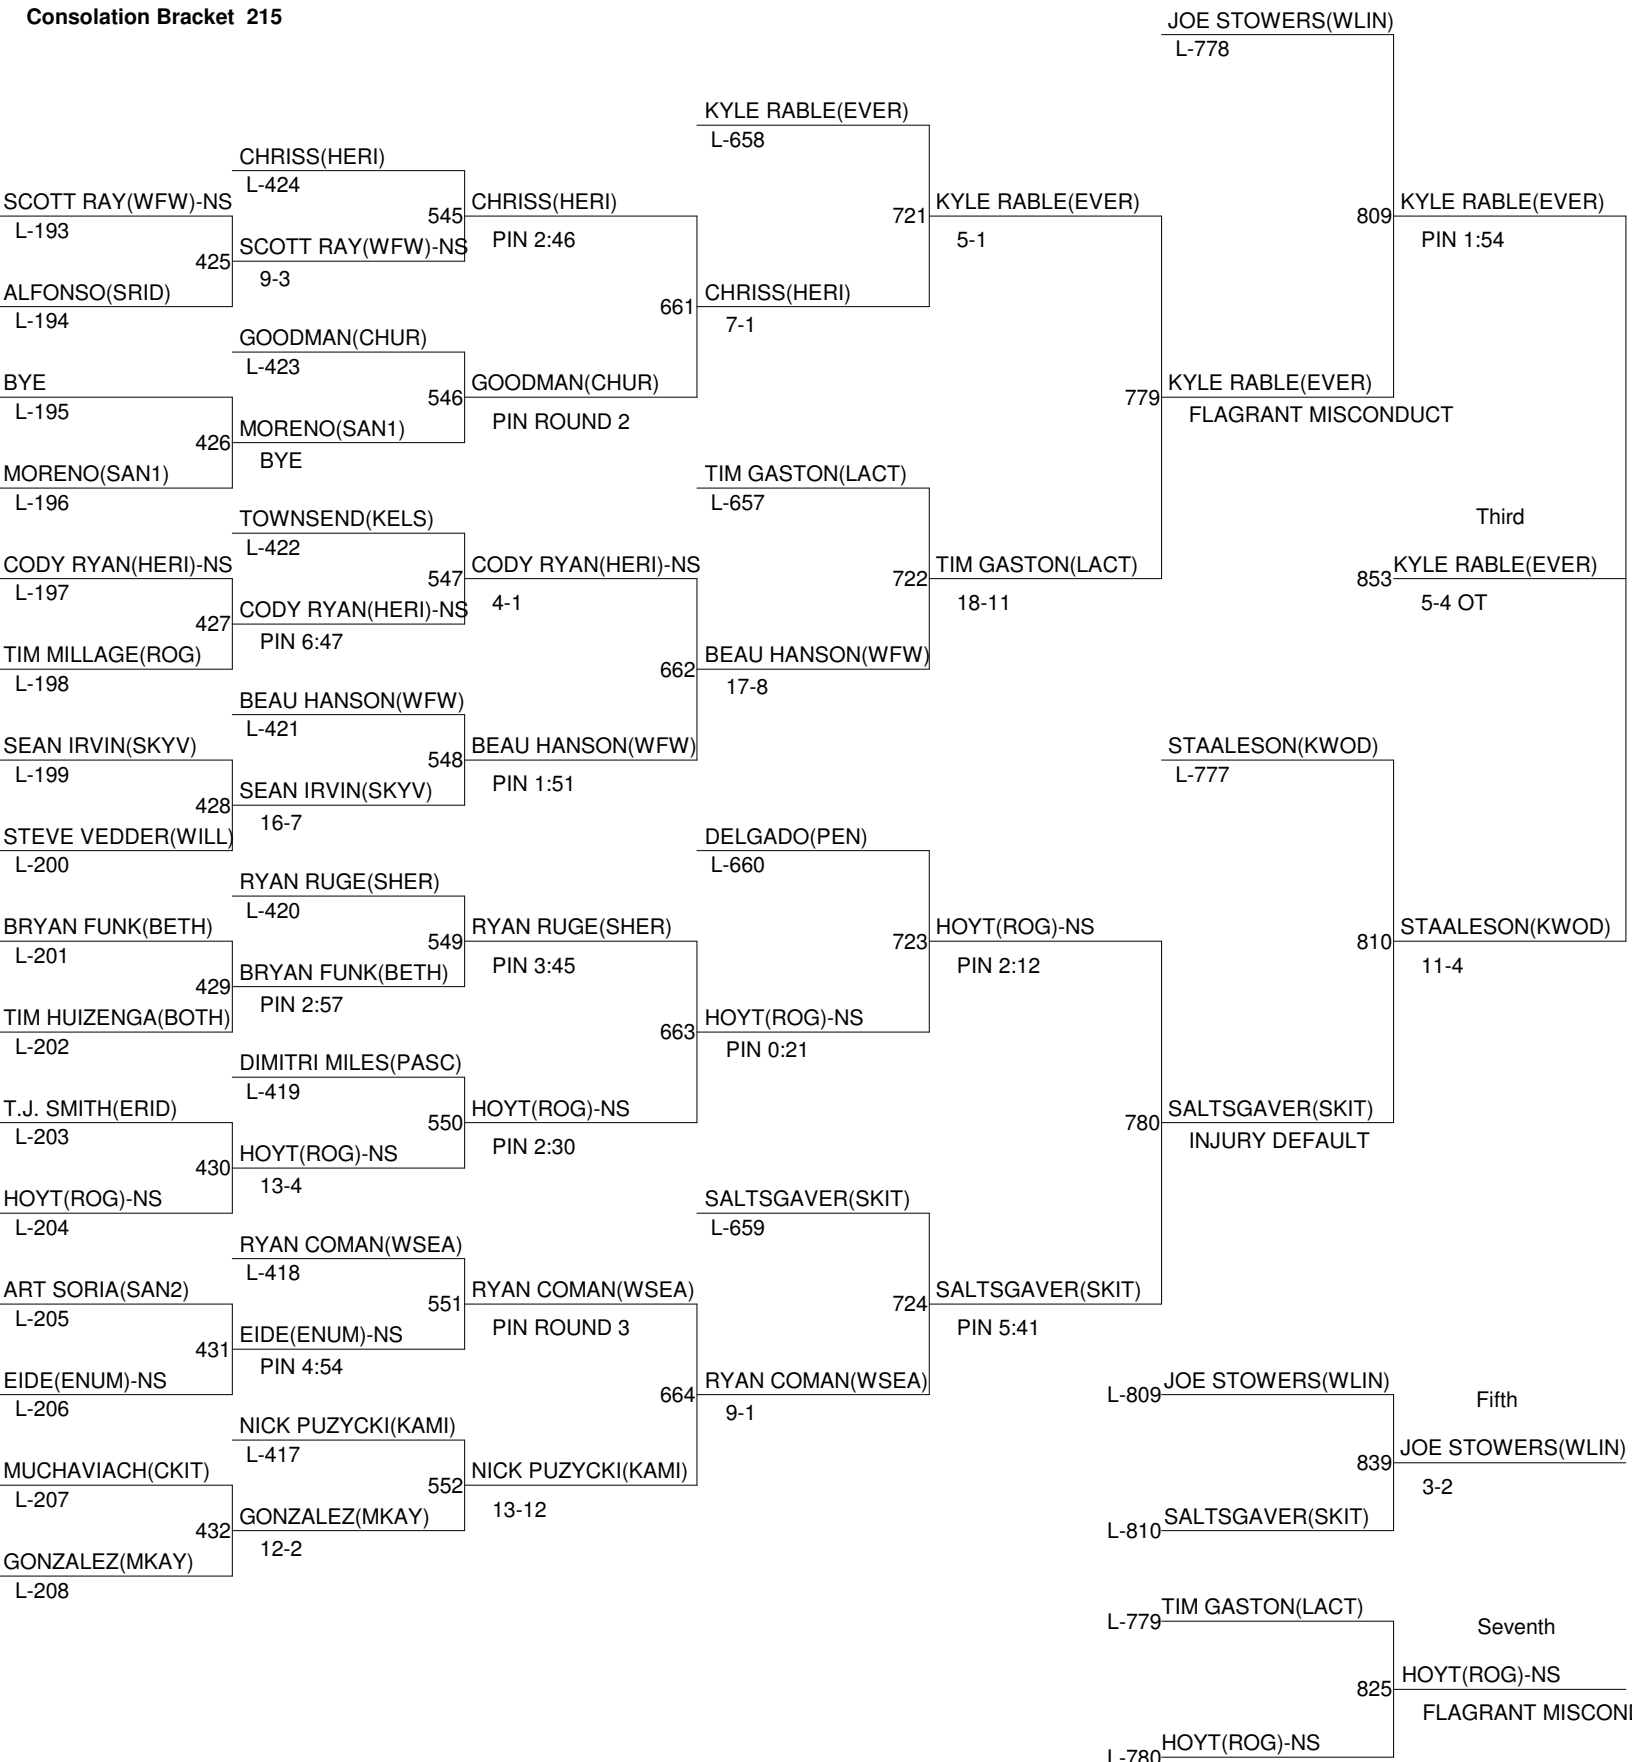 Consolation Bracket 215
JOE STOWERS(WLIN)
L-778
KYLE RABLE(EVER)
L-658
CHRISS(HERI)
L-424
SCOTT RAY(WFW)-NS
545
CHRISS(HERI)
721
KYLE RABLE(EVER)
809
KYLE RABLE(EVER)
L-193
PIN 2:46
5-1
PIN 1:54
425
SCOTT RAY(WFW)-NS
9-3
ALFONSO(SRID)
661
CHRISS(HERI)
L-194
7-1
GOODMAN(CHUR)
L-423
BYE
546
GOODMAN(CHUR)
779
KYLE RABLE(EVER)
L-195
PIN ROUND 2
FLAGRANT MISCONDUCT
426
MORENO(SAN1)
BYE
MORENO(SAN1)
TIM GASTON(LACT)
L-196
L-657
TOWNSEND(KELS)
Third
L-422
CODY RYAN(HERI)-NS
547
CODY RYAN(HERI)-NS
722
TIM GASTON(LACT)
853
KYLE RABLE(EVER)
L-197
4-1
18-11
5-4 OT
427
CODY RYAN(HERI)-NS
PIN 6:47
TIM MILLAGE(ROG)
662
BEAU HANSON(WFW)
L-198
17-8
BEAU HANSON(WFW)
L-421
SEAN IRVIN(SKYV)
548
BEAU HANSON(WFW)
STAALESON(KWOD)
L-199
PIN 1:51
L-777
428
SEAN IRVIN(SKYV)
16-7
STEVE VEDDER(WILL)
DELGADO(PEN)
L-200
L-660
RYAN RUGE(SHER)
L-420
BRYAN FUNK(BETH)
549
RYAN RUGE(SHER)
723
HOYT(ROG)-NS
810
STAALESON(KWOD)
L-201
PIN 3:45
PIN 2:12
11-4
429
BRYAN FUNK(BETH)
PIN 2:57
TIM HUIZENGA(BOTH)
663
HOYT(ROG)-NS
L-202
PIN 0:21
DIMITRI MILES(PASC)
L-419
T.J. SMITH(ERID)
550
HOYT(ROG)-NS
780
SALTSGAVER(SKIT)
L-203
PIN 2:30
INJURY DEFAULT
430
HOYT(ROG)-NS
13-4
HOYT(ROG)-NS
SALTSGAVER(SKIT)
L-204
L-659
RYAN COMAN(WSEA)
L-418
ART SORIA(SAN2)
551
RYAN COMAN(WSEA)
724
SALTSGAVER(SKIT)
L-205
PIN ROUND 3
PIN 5:41
431
EIDE(ENUM)-NS
PIN 4:54
EIDE(ENUM)-NS
664
RYAN COMAN(WSEA)
L-809
JOE STOWERS(WLIN)
Fifth
L-206
9-1
NICK PUZYCKI(KAMI)
L-417
839
JOE STOWERS(WLIN)
3-2
MUCHAVIACH(CKIT)
552
NICK PUZYCKI(KAMI)
L-207
13-12
432
GONZALEZ(MKAY)
L-810
SALTSGAVER(SKIT)
12-2
GONZALEZ(MKAY)
L-208
L-779
TIM GASTON(LACT)
Seventh
825
HOYT(ROG)-NS
FLAGRANT
L-780
HOYT(ROG)-NS